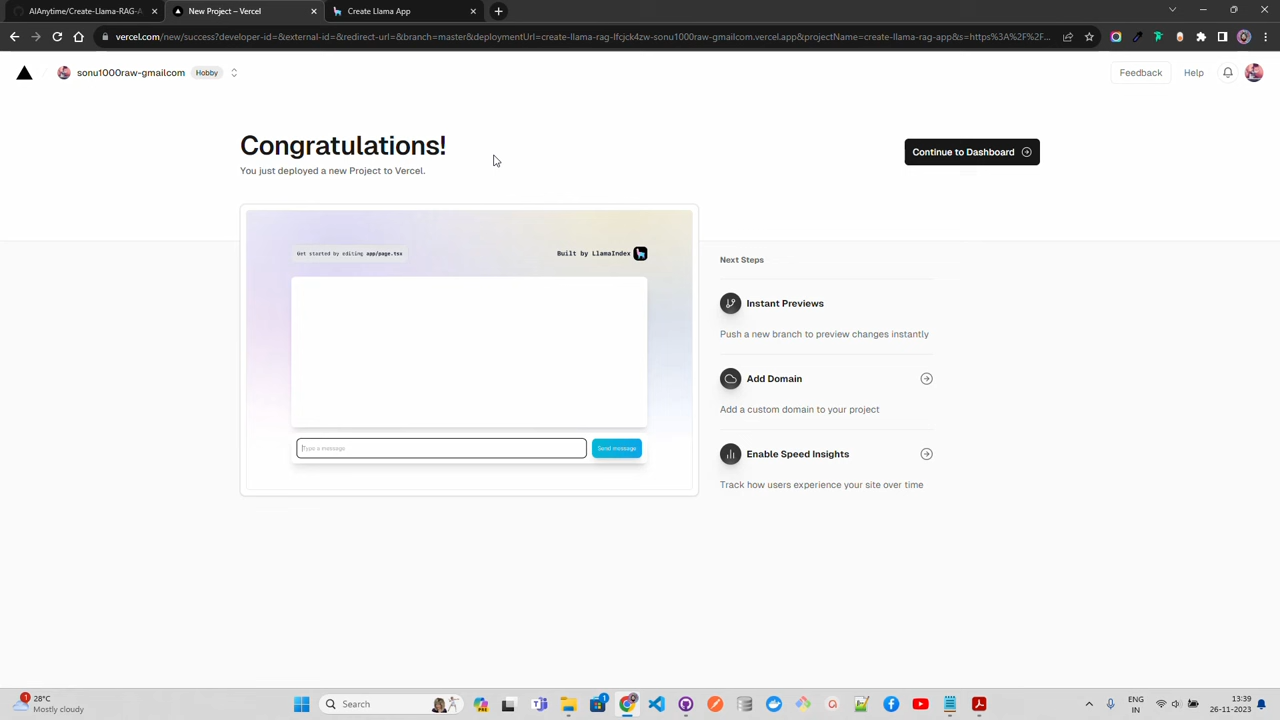 AIAnytime/Create-Llama-RAG-A
New Project – Vercel
Create Llama App
vercel.com/new/success?developer-id=&external-id=&redirect-url=&branch=master&deploymentUrl=create-llama-rag-lfcjck4zw-sonu1000raw-gmailcom.vercel.app&projectName=create-llama-rag-app&s=https%3A%2F%2F...
sonu1000raw-gmailcom
Hobby
Feedback
Help
Congratulations!
You just deployed a new Project to Vercel.
Continue to Dashboard
Get started by editing app/page.tsx
Built by LlamaIndex
Type a message
Send message
Next Steps
Instant Previews
Push a new branch to preview changes instantly
Add Domain
Add a custom domain to your project
Enable Speed Insights
Track how users experience your site over time
1
28°C
Mostly cloudy
Search
1
ENG
IN
13:39
26-11-2023